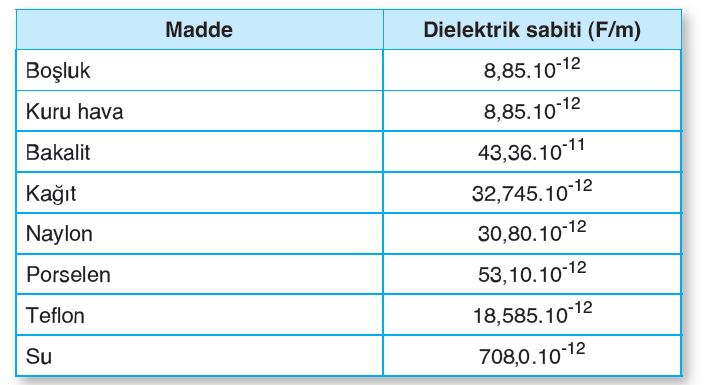 Madde Dielektrik sabiti (F/m)
Boşluk 8,85.10⁻¹²
Kuru hava 8,85.10⁻¹²
Bakalit 43,36.10⁻¹¹
Kağıt 32,745.10⁻¹²
Naylon 30,80.10⁻¹²
Porselen 53,10.10⁻¹²
Teflon 18,585.10⁻¹²
Su 708,0.10⁻¹²